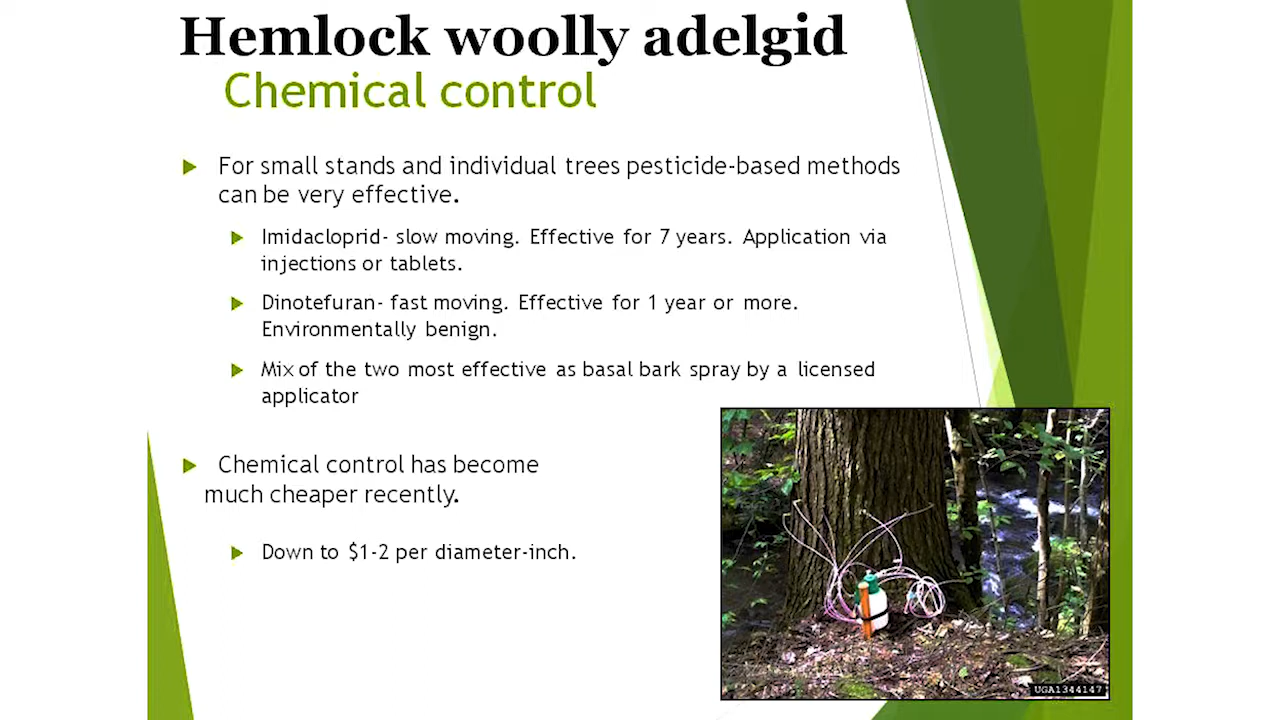 Hemlock woolly adelgid
Chemical control
For small stands and individual trees pesticide-based methods
can be very effective.
Imidacloprid- slow moving. Effective for 7 years. Application via
injections or tablets.
Dinotefuran- fast moving. Effective for 1 year or more.
Environmentally benign.
Mix of the two most effective as basal bark spray by a licensed
applicator
Chemical control has become
much cheaper recently.
Down to $1-2 per diameter-inch.
UGA1344147